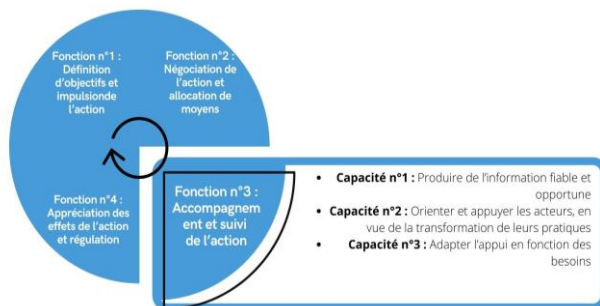 Fonction n°1 :
Définition
d'objectifs et
impulsionde
l'action
Fonction n°2 :
Négociation de
l'action et
allocation de
moyens
Fonction n°4 :
Appréciation des
effets de l'action
et régulation
Fonction n°3 :
Accompagnem
ent et suivi
de l'action
• Capacité n°1 : Produire de l'information fiable et
opportune
• Capacité n°2 : Orienter et appuyer les acteurs, en
vue de la transformation de leurs pratiques
• Capacité n°3 : Adapter l'appui en fonction des
besoins